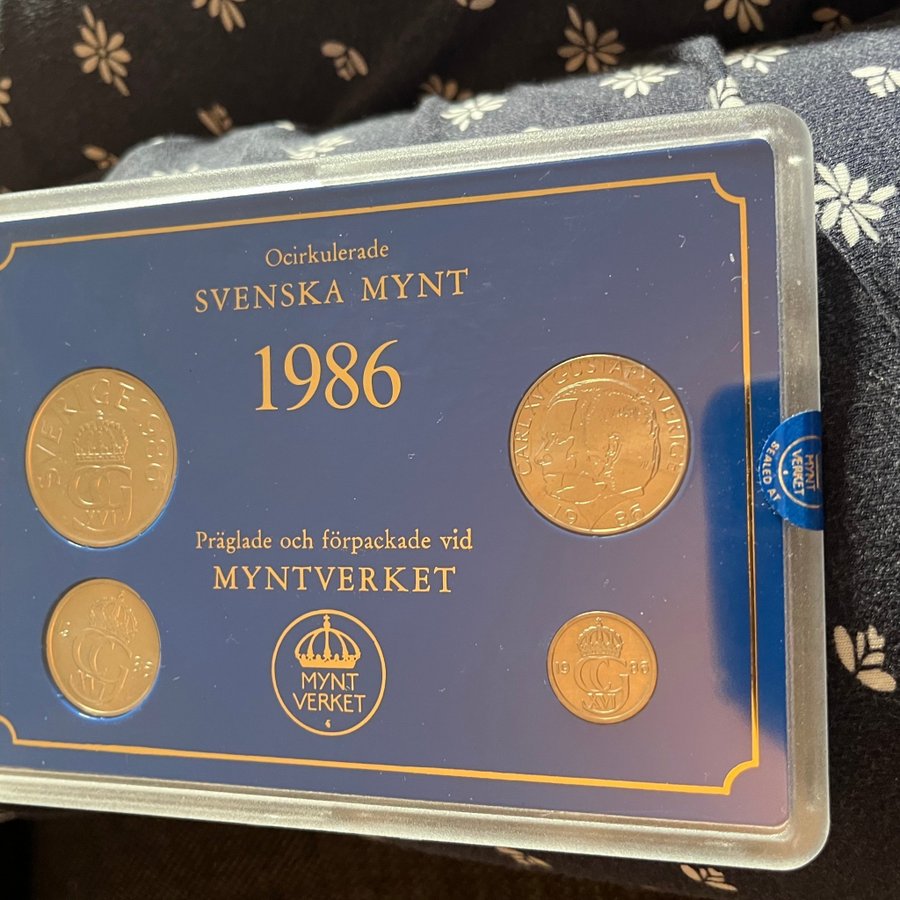 Ocirkulerade
SVENSKA MYNT
1986
SVERIGE 1986
CG
XVI
CARL XVI GUSTAF SVERIGE
19 86
Präglade och förpackade vid
MYNTVERKET
MYNT
VERKET
86
CG
XVI
19 86
CG
XVI
MYNT
VERKET
SEALED AT